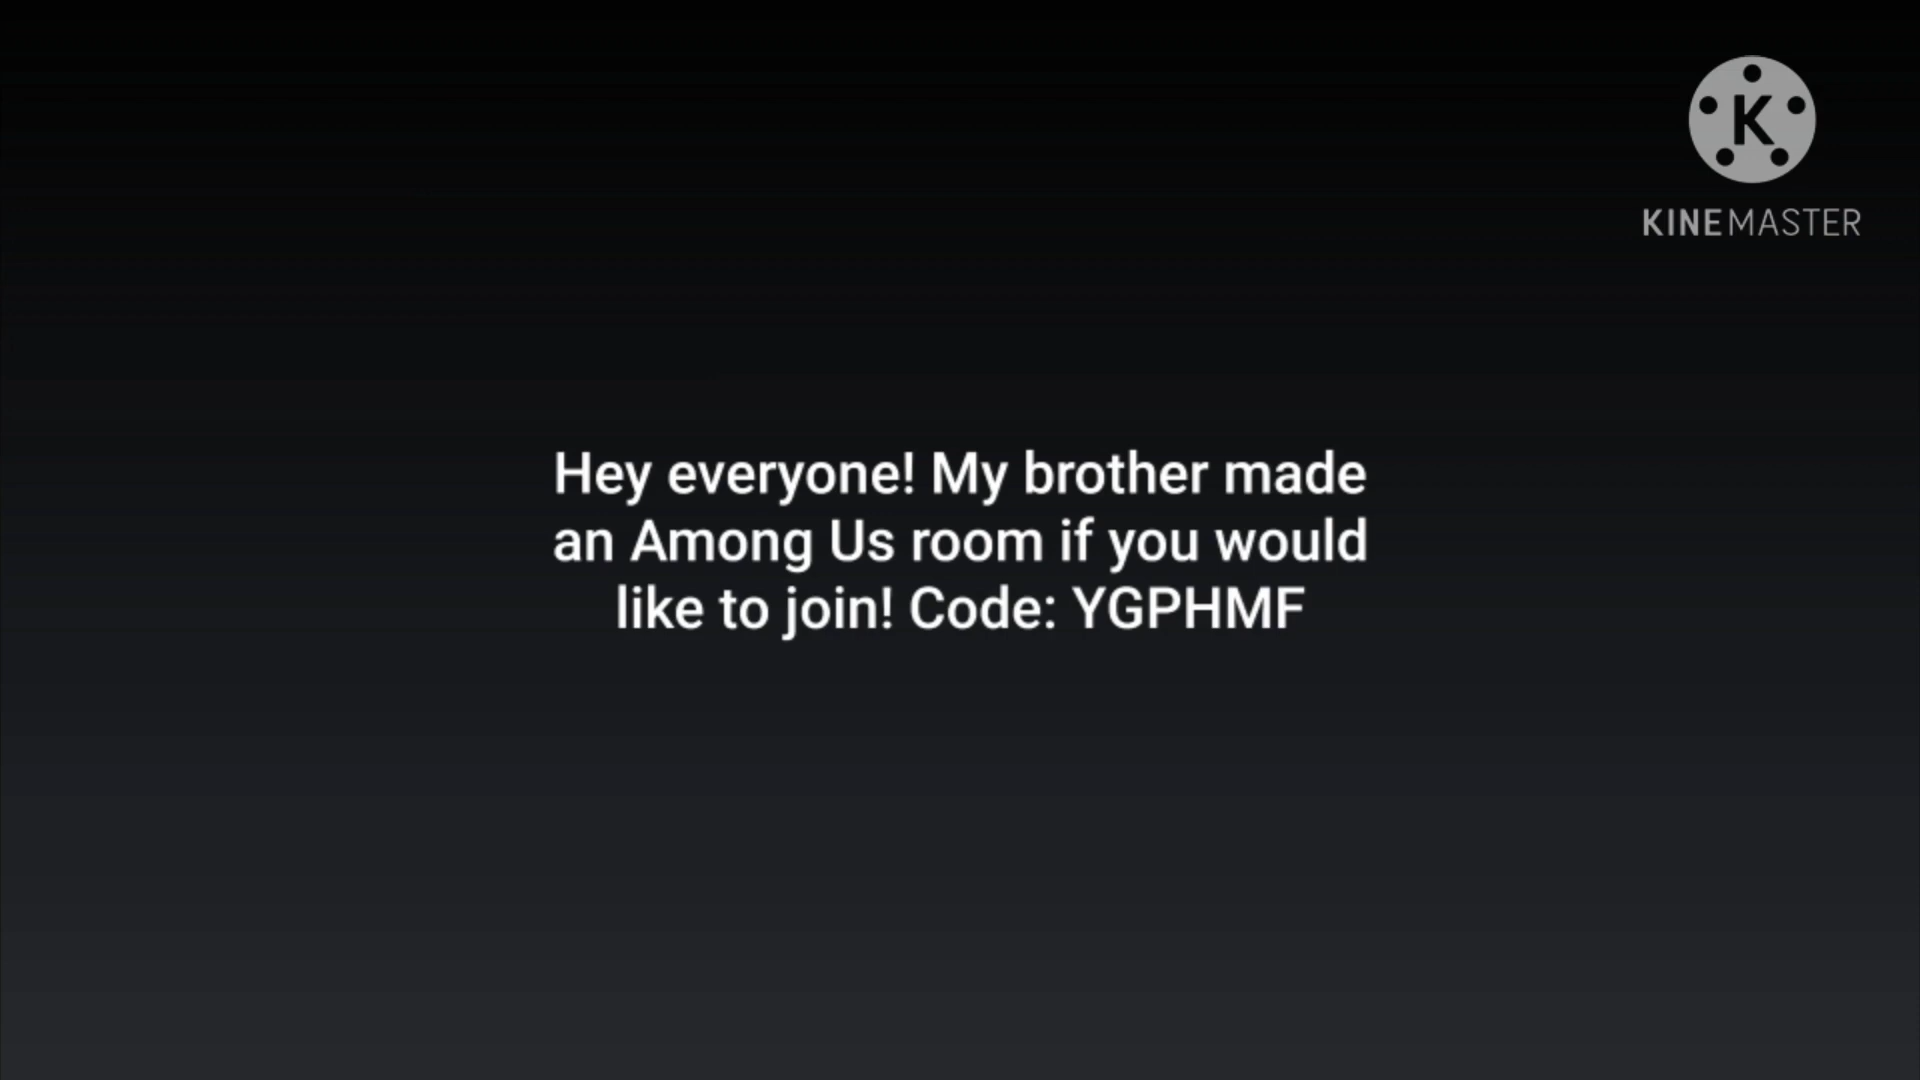 K
KINEMASTER
Hey everyone! My brother made
an Among Us room if you would
like to join! Code: YGPHMF